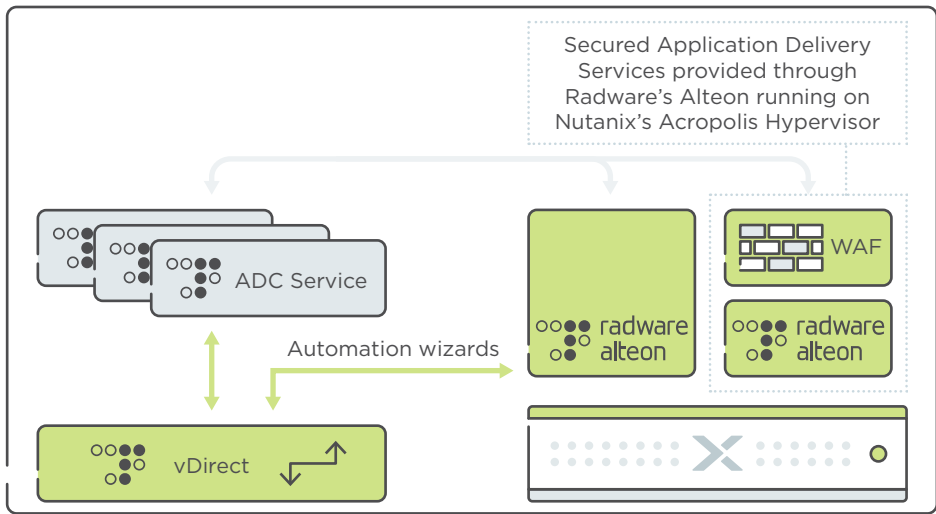 Secured Application Delivery
Services provided through
Radware’s Alteon running on
Nutanix’s Acropolis Hypervisor
WAF
ADC Service
radware
alteon
radware
alteon
Automation wizards
vDirect